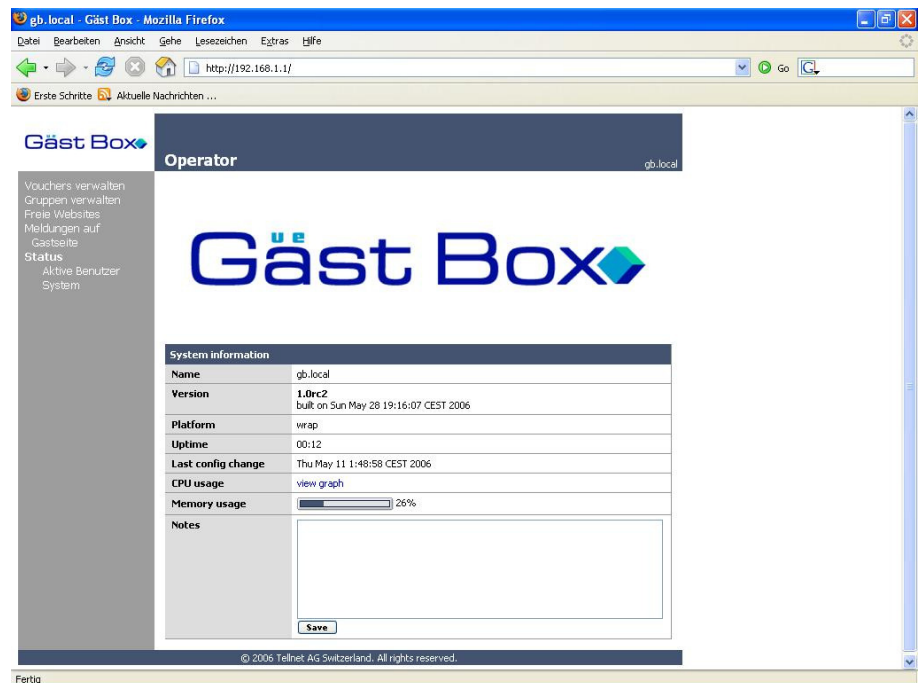 gb.local - Gäst Box - Mozilla Firefox
Datei Bearbeiten Ansicht Gehe Lesezeichen Extras Hilfe
http://192.168.1.1/
Go
G
Erste Schritte Aktuelle Nachrichten ...
Gäst Box
Operator
gb.local
Vouchers verwalten
Gruppen verwalten
Freie Websites
Meldungen auf
Gastseite
Status
Aktive Benutzer
System
ue
Gäst Box
System information
Name gb.local
Version 1.0rc2
built on Sun May 28 19:16:07 CEST 2006
Platform wrap
Uptime 00:12
Last config change Thu May 11 1:48:58 CEST 2006
CPU usage view graph
Memory usage 26%
Notes
Save
© 2006 Tellnet AG Switzerland. All rights reserved.
Fertig